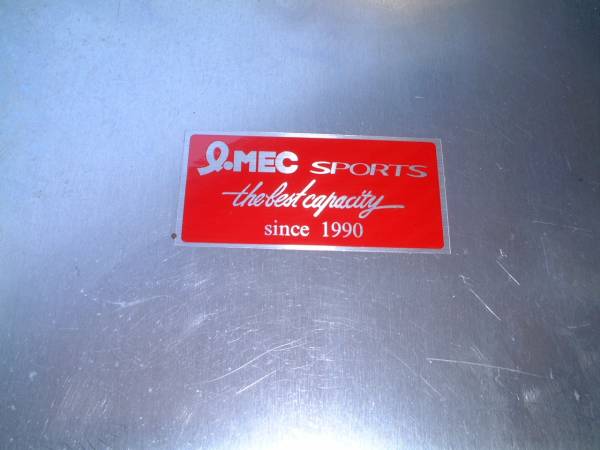 MEC SPORTS
the best capacity
since 1990